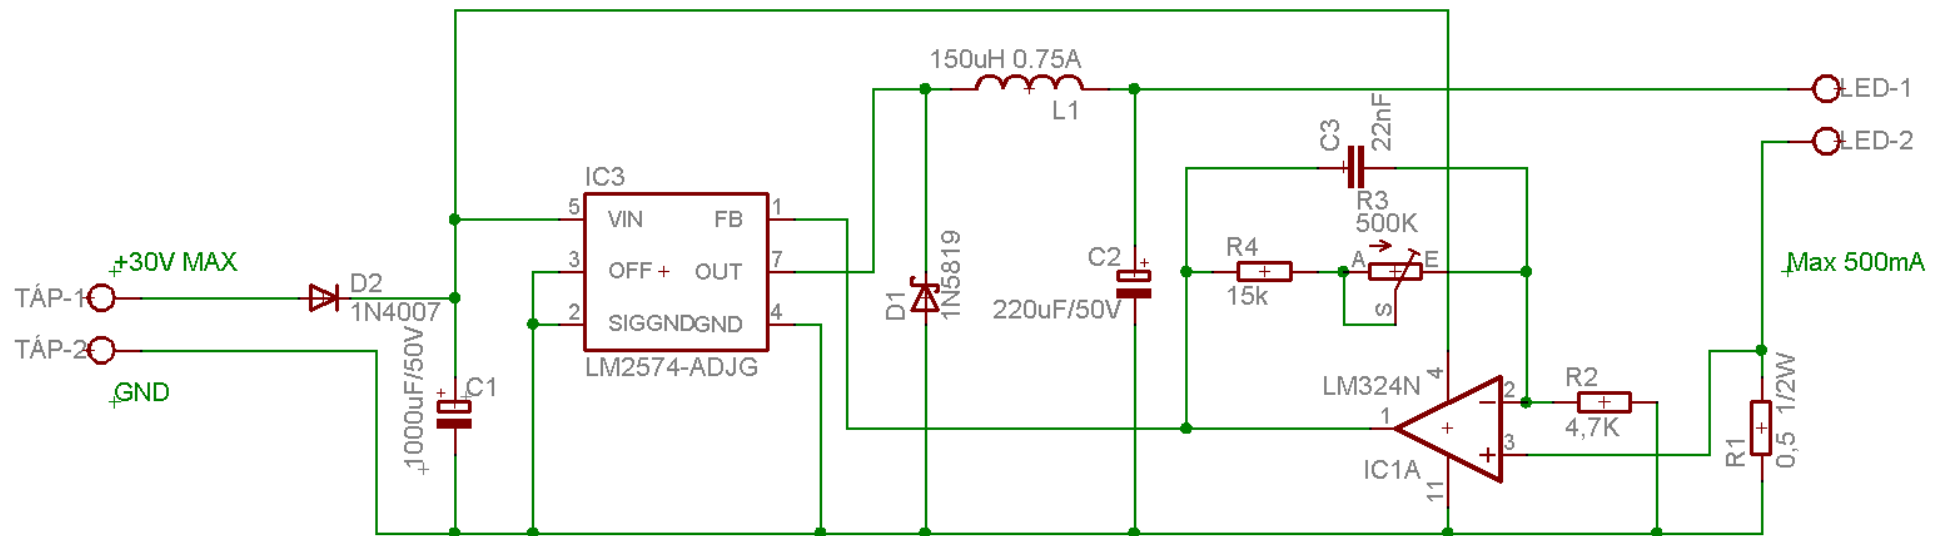 150uH 0.75A
L1
LED-1
LED-2
C3
22nF
R3
500K
A
E
S
R4
15k
IC3
5
VIN
FB
1
3
OFF
OUT
7
2
SIGGND
GND
4
LM2574-ADJG
+30V MAX
TÁP-1
D2
1N4007
TÁP-2
GND
1000uF/50V
C1
D1
1N5819
C2
220uF/50V
Max 500mA
LM324N
4
2
1
3
11
IC1A
R2
4,7K
R1
0,5 1/2W